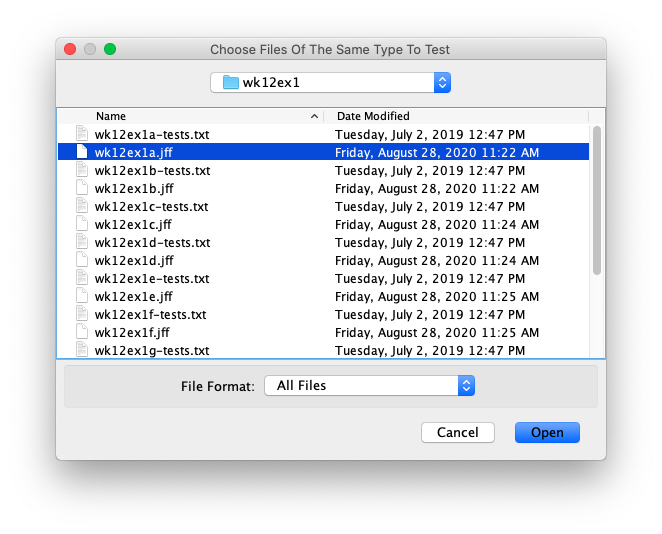 Choose Files Of The Same Type To Test
wk12ex1
Name Date Modified
wk12ex1a-tests.txt Tuesday, July 2, 2019 12:47 PM
wk12ex1a.jff Friday, August 28, 2020 11:22 AM
wk12ex1b-tests.txt Tuesday, July 2, 2019 12:47 PM
wk12ex1b.jff Friday, August 28, 2020 11:22 AM
wk12ex1c-tests.txt Tuesday, July 2, 2019 12:47 PM
wk12ex1c.jff Friday, August 28, 2020 11:24 AM
wk12ex1d-tests.txt Tuesday, July 2, 2019 12:47 PM
wk12ex1d.jff Friday, August 28, 2020 11:24 AM
wk12ex1e-tests.txt Tuesday, July 2, 2019 12:47 PM
wk12ex1e.jff Friday, August 28, 2020 11:25 AM
wk12ex1f-tests.txt Tuesday, July 2, 2019 12:47 PM
wk12ex1f.jff Friday, August 28, 2020 11:25 AM
wk12ex1g-tests.txt Tuesday, July 2, 2019 12:47 PM
File Format: All Files
Cancel Open